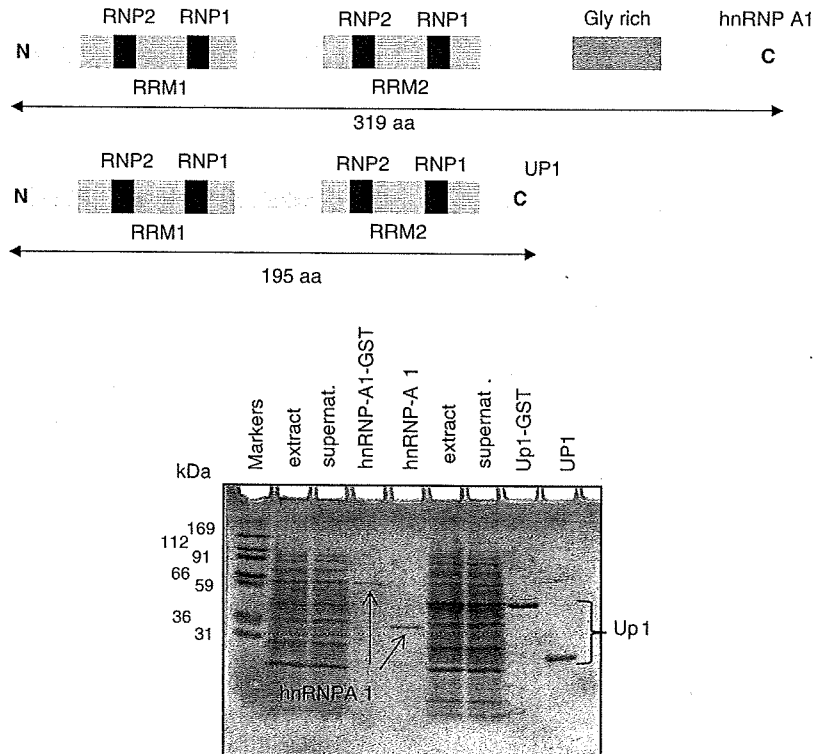 RNP2 RNP1 RNP2 RNP1 Gly rich hnRNP A1
N C
RRM1 RRM2
319 aa
RNP2 RNP1 RNP2 RNP1 UP1
N C
RRM1 RRM2
195 aa
Markers
extract
supernat.
hnRNP-A1-GST
hnRNP-A 1
extract
supernat .
Up1-GST
UP1
kDa
169
112
91
66
59
36
31
Up 1
hnRNPA 1